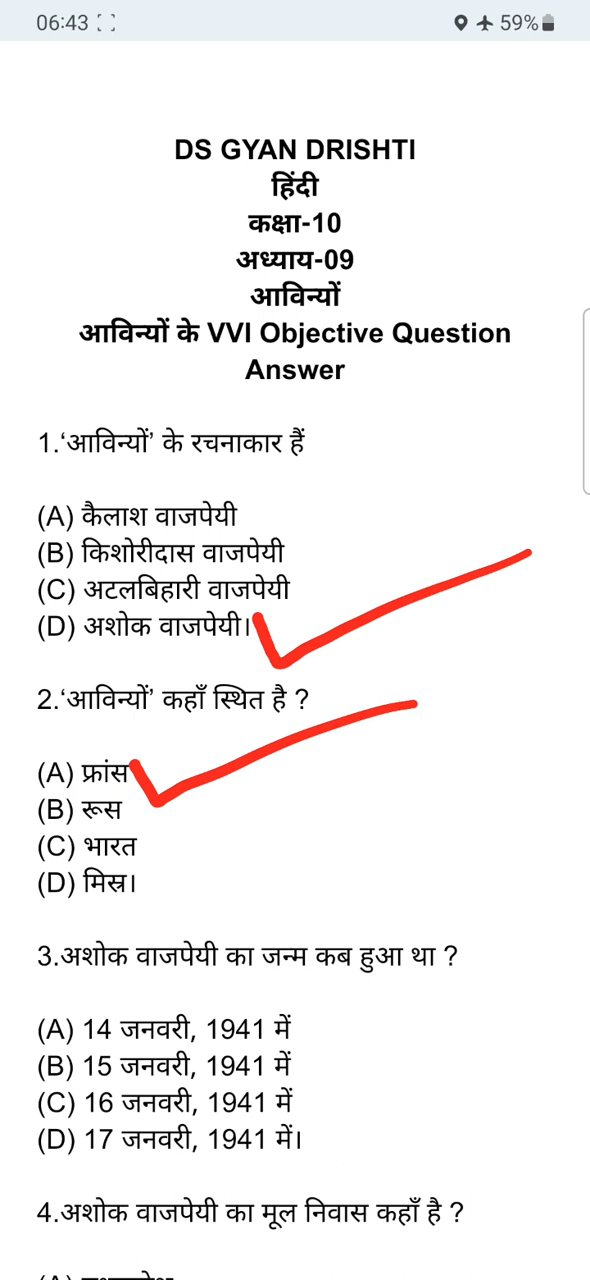 06:43
59%
DS GYAN DRISHTI
हिंदी
कक्षा-10
अध्याय-09
आविन्यों
आविन्यों के VVI Objective Question
Answer
1.‘आविन्यों’ के रचनाकार हैं
(A) कैलाश वाजपेयी
(B) किशोरीदास वाजपेयी
(C) अटलबिहारी वाजपेयी
(D) अशोक वाजपेयी।
2.‘आविन्यों’ कहाँ स्थित है ?
(A) फ्रांस
(B) रूस
(C) भारत
(D) मिस्र।
3.अशोक वाजपेयी का जन्म कब हुआ था ?
(A) 14 जनवरी, 1941 में
(B) 15 जनवरी, 1941 में
(C) 16 जनवरी, 1941 में
(D) 17 जनवरी, 1941 में।
4.अशोक वाजपेयी का मूल निवास कहाँ है ?